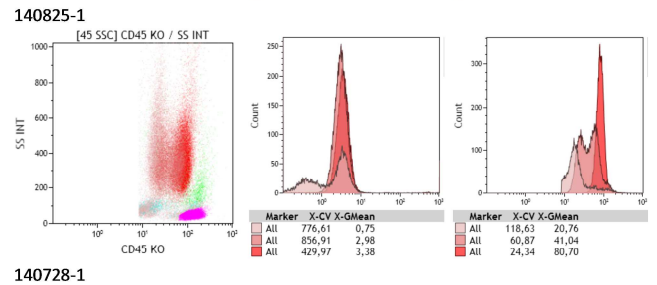 140825-1
[45 SSC] CD45 KO / SS INT
SS INT
1000
800
600
400
200
0
10⁰ 10¹ 10² 10³
CD45 KO
Count
250
200
150
100
50
0
10⁰ 10¹ 10² 10³
Marker X-CV X-GMean
All 776,61 0,75
All 856,91 2,98
All 429,97 3,38
Count
300
200
100
0
10⁰ 10¹ 10² 10³
Marker X-CV X-GMean
All 118,63 20,76
All 60,87 41,04
All 24,34 80,70
140728-1